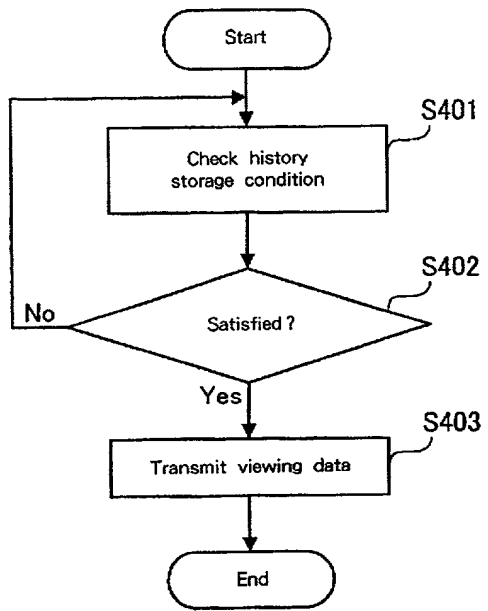 Start
S401
Check history
storage condition
S402
Satisfied?
No
Yes
S403
Transmit viewing data
End